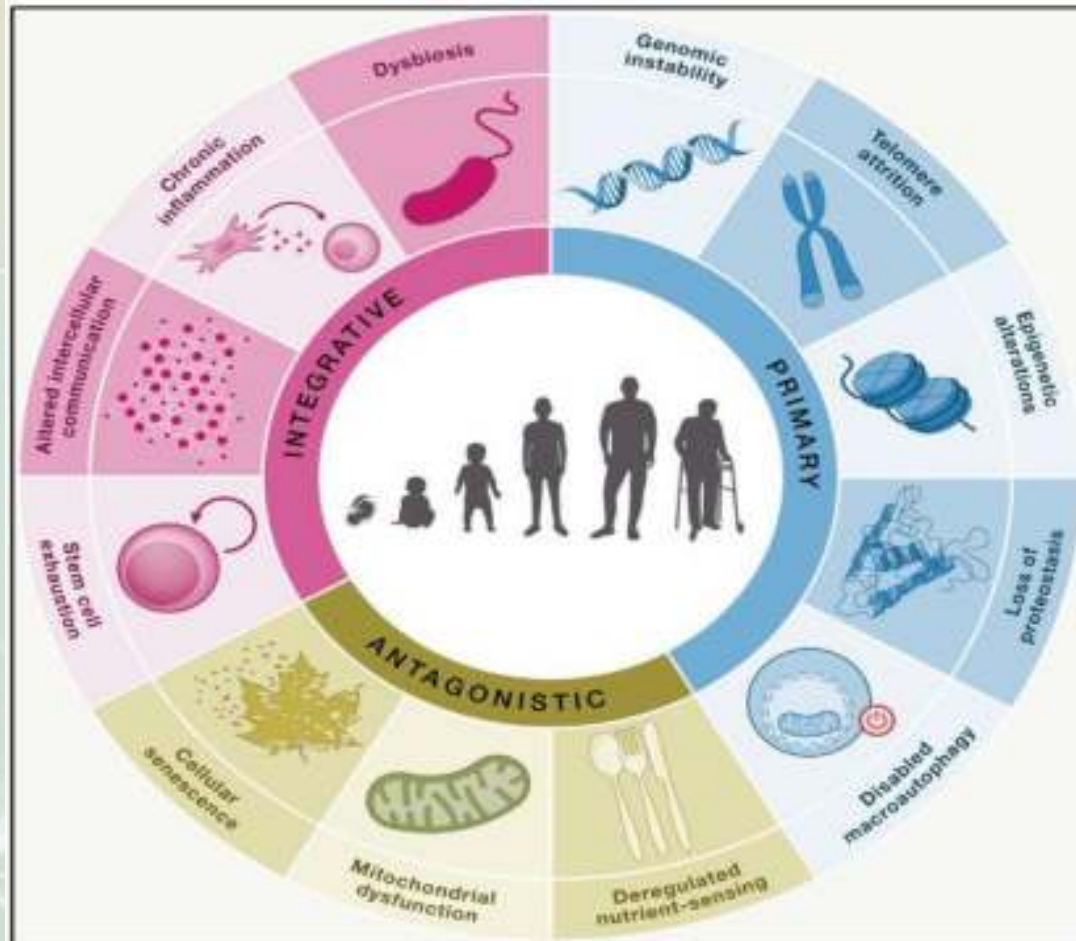 Dysbiosis
Genomic
instability
Telomere
attrition
Epigenetic
alterations
Loss of
proteostasis
Disabled
macroautophagy
Deregulated
nutrient-sensing
Mitochondrial
dysfunction
Cellular
senescence
Stem cell
exhaustion
Altered intercellular
communication
Chronic
inflammation
INTEGRATIVE
PRIMARY
ANTAGONISTIC